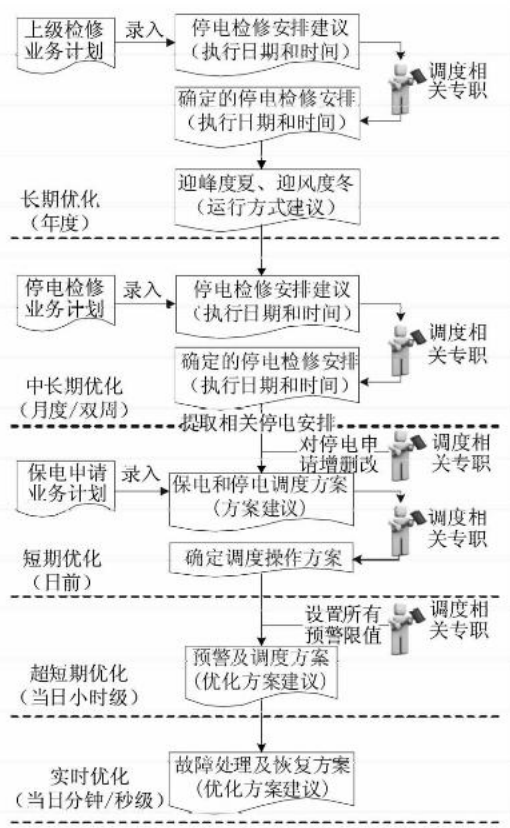 上级检修
业务计划
录入
停电检修安排建议
(执行日期和时间)
调度相
关专职
确定的停电检修安排
(执行日期和时间)
迎峰度夏、迎风度冬
(运行方式建议)
长期优化
(年度)
停电检修
业务计划
录入
停电检修安排建议
(执行日期和时间)
调度相
关专职
确定的停电检修安排
(执行日期和时间)
中长期优化
(月度/双周)
提取相关停电安排
对停电申
请增删改
调度相
关专职
保电申请
业务计划
录入
保电和停电调度方案
(方案建议)
调度相
关专职
确定调度操作方案
短期优化
(日前)
设置所有
预警限值
调度相
关专职
预警及调度方案
(优化方案建议)
超短期优化
(当日小时级)
故障处理及恢复方案
(优化方案建议)
实时优化
(当日分钟/秒级)